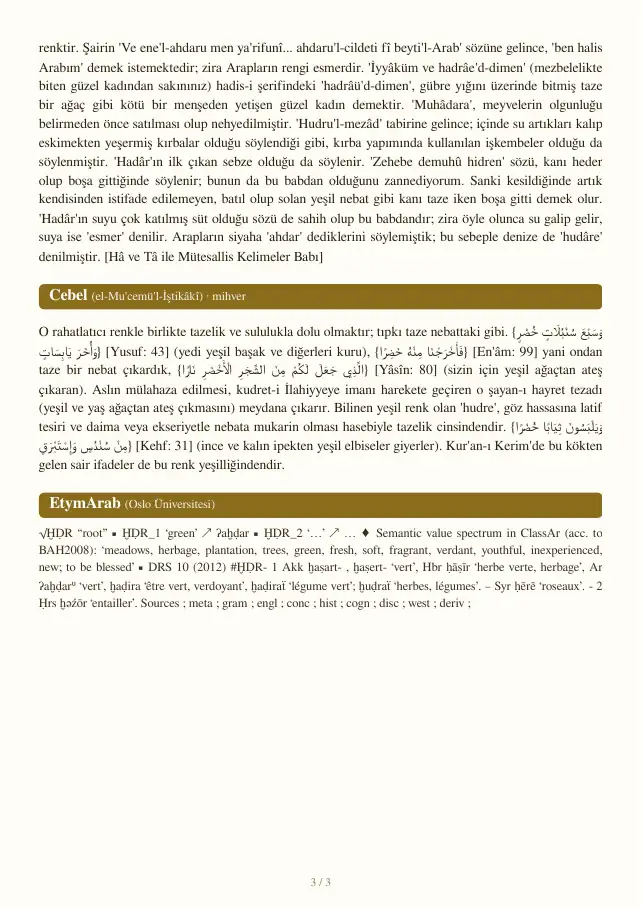 renktir. Şairin 'Ve ene'l-ahdaru men ya'rifunî... ahdaru'l-cildeti fî beyti'l-Arab' sözüne gelince, 'ben halis
Arabım' demek istemektedir; zira Arapların rengi esmerdir. 'İyyâküm ve hadrâe'd-dimen' (mezbelelikte
biten güzel kadından sakınınız) hadis-i şerifindeki 'hadrâü'd-dimen', gübre yığını üzerinde bitmiş taze
bir ağaç gibi kötü bir menşeden yetişen güzel kadın demektir. 'Muhâdara', meyvelerin olgunluğu
belirmeden önce satılması olup nehyedilmiştir. 'Hudru'l-mezâd' tabirine gelince; içinde su artıkları kalıp
eskimekten yeşermiş kırbalar olduğu söylendiği gibi, kırba yapımında kullanılan işkembeler olduğu da
söylenmiştir. 'Hadâr'ın ilk çıkan sebze olduğu da söylenir. 'Zehebe demuhû hidren' sözü, kanı heder
olup boşa gittiğinde söylenir; bunun da bu babdan olduğunu zannediyorum. Sanki kesildiğinde artık
kendisinden istifade edilemeyen, batıl olup solan yeşil nebat gibi kanı taze iken boşa gitti demek olur.
'Hadâr'ın suyu çok katılmış süt olduğu sözü de sahih olup bu babdandır; zira öyle olunca su galip gelir,
suya ise 'esmer' denilir. Arapların siyaha 'ahdar' dediklerini söylemiştik; bu sebeple denize de 'hudâre'
denilmiştir. [Hâ ve Tâ ile Mütesallis Kelimeler Babı]
Cebel (el-Mu'cemü'l-İştikâkî) · mihver
O rahatlatıcı renkle birlikte tazelik ve sululukla dolu olmaktır; tıpkı taze nebattaki gibi. {وَسَبْعَ سُنْبُلَاتٍ خُضْرٍ
وَأُخَرَ يَابِسَاتٍ} [Yusuf: 43] (yedi yeşil başak ve diğerleri kuru), {فَأَخْرَجْنَا مِنْهُ خَضِرًا} [En'âm: 99] yani ondan
taze bir nebat çıkardık, {الَّذِي جَعَلَ لَكُمْ مِنَ الشَّجَرِ الْأَخْضَرِ نَارًا} [Yâsîn: 80] (sizin için yeşil ağaçtan ateş
çıkaran). Aslın mülahaza edilmesi, kudret-i İlahiyyeye imanı harekete geçiren o şayan-ı hayret tezadı
(yeşil ve yaş ağaçtan ateş çıkmasını) meydana çıkarır. Bilinen yeşil renk olan 'hudre', göz hassasına latif
tesiri ve daima veya ekseriyetle nebata mukarin olması hasebiyle tazelik cinsindendir. {وَيَلْبَسُونَ ثِيَابًا خُضْرًا
مِنْ سُنْدُسٍ وَإِسْتَبْرَقٍ} [Kehf: 31] (ince ve kalın ipekten yeşil elbiseler giyerler). Kur'an-ı Kerim'de bu kökten
gelen sair ifadeler de bu renk yeşilliğindendir.
EtymArab (Oslo Üniversitesi)
√ḪḌR “root” ▪ ḪḌR_1 ‘green’ ↗ ʔaḫḍar ▪ ḪḌR_2 ‘…’ ↗ … ♦ Semantic value spectrum in ClassAr (acc. to
BAH2008): ‘meadows, herbage, plantation, trees, green, fresh, soft, fragrant, verdant, youthful, inexperienced,
new; to be blessed’ ▪ DRS 10 (2012) #ḪḌR- 1 Akk ḫaṣart- , ḫaṣert- ‘vert’, Hbr ḥāṣīr ‘herbe verte, herbage’, Ar
ʔaḫḍarᵘ ‘vert’, ḫaḍira ‘être vert, verdoyant’, ḫaḍiraẗ ‘légume vert’; ḫuḍraẗ ‘herbes, légumes’. – Syr ḥērē ‘roseaux’. - 2
Ḥrs ḫəźōr ‘entailler’. Sources ; meta ; gram ; engl ; conc ; hist ; cogn ; disc ; west ; deriv ;
3 / 3